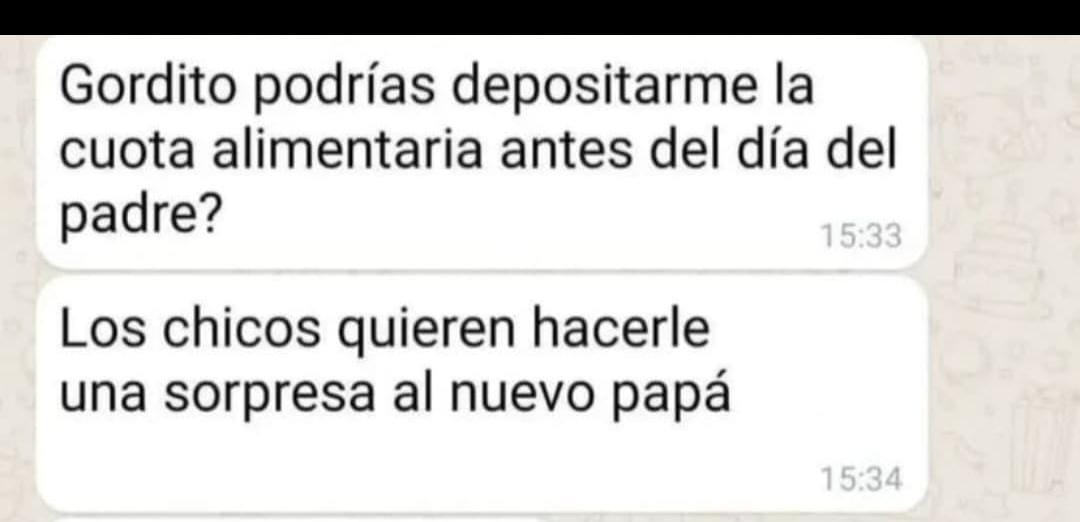 Gordito podrías depositarme la
cuota alimentaria antes del día del
padre?
15:33
Los chicos quieren hacerle
una sorpresa al nuevo papá
15:34